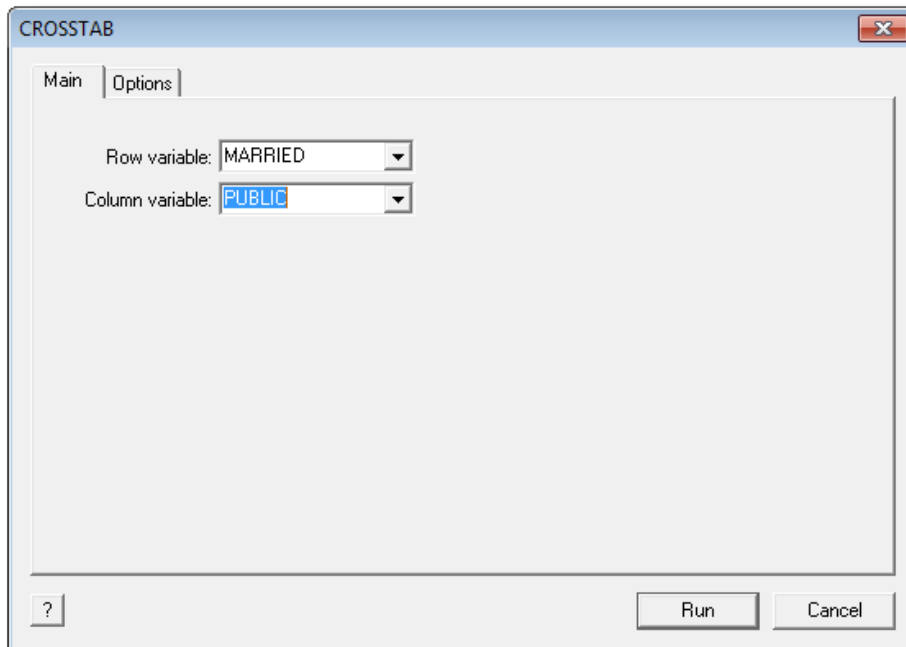 CROSSTAB
Main Options
Row variable: MARRIED
Column variable: PUBLIC
? Run Cancel